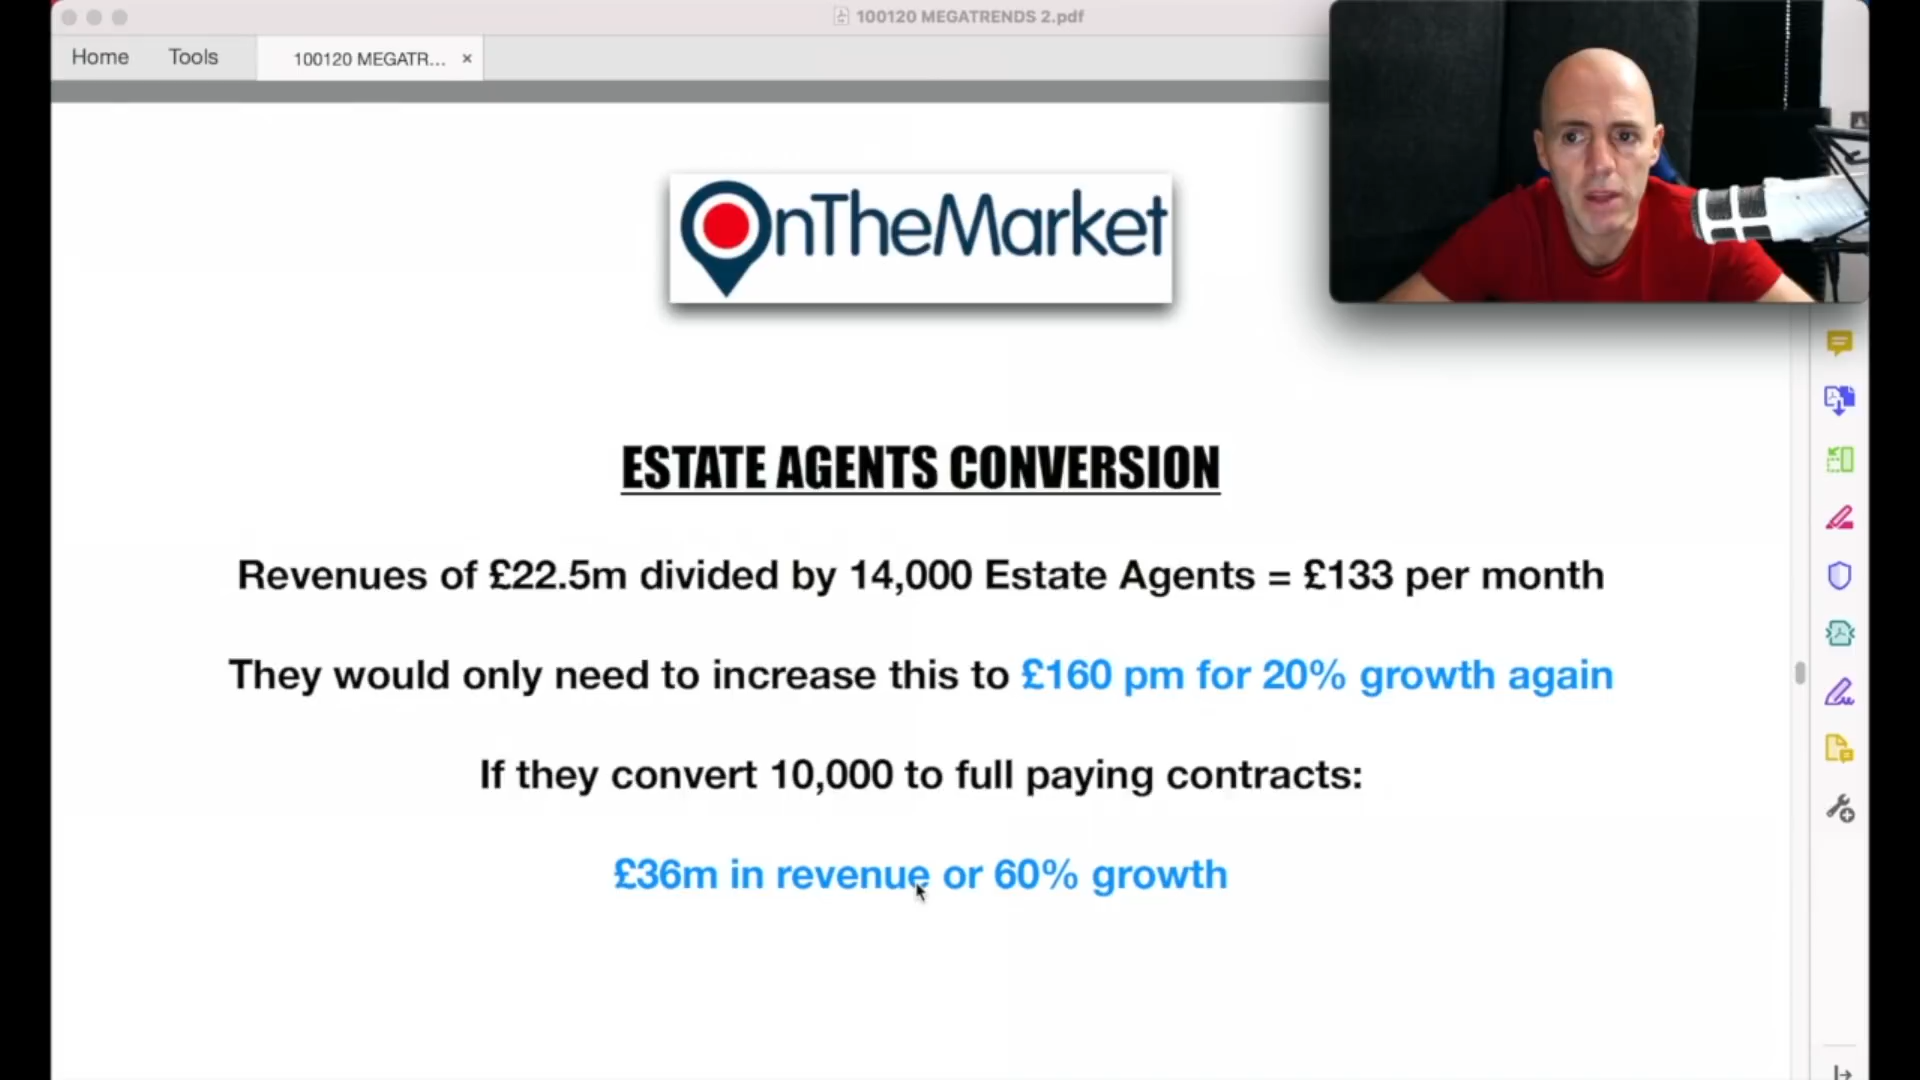 100120 MEGATRENDS 2.pdf
Home Tools 100120 MEGATR... ×
OnTheMarket
ESTATE AGENTS CONVERSION
Revenues of £22.5m divided by 14,000 Estate Agents = £133 per month
They would only need to increase this to £160 pm for 20% growth again
If they convert 10,000 to full paying contracts:
£36m in revenue or 60% growth